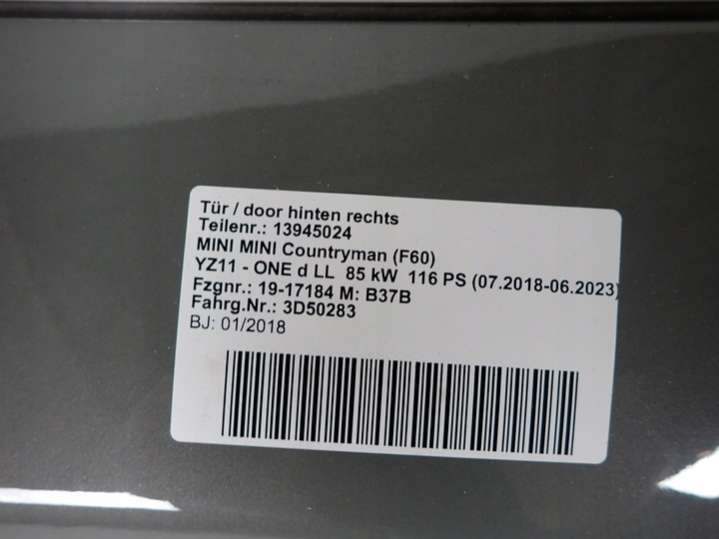 Tür / door hinten rechts
Teilenr.: 13945024
MINI MINI Countryman (F60)
YZ11 - ONE d LL 85 kW 116 PS (07.2018-06.2023)
Fzgnr.: 19-17184 M: B37B
Fahrg.Nr.: 3D50283
BJ: 01/2018